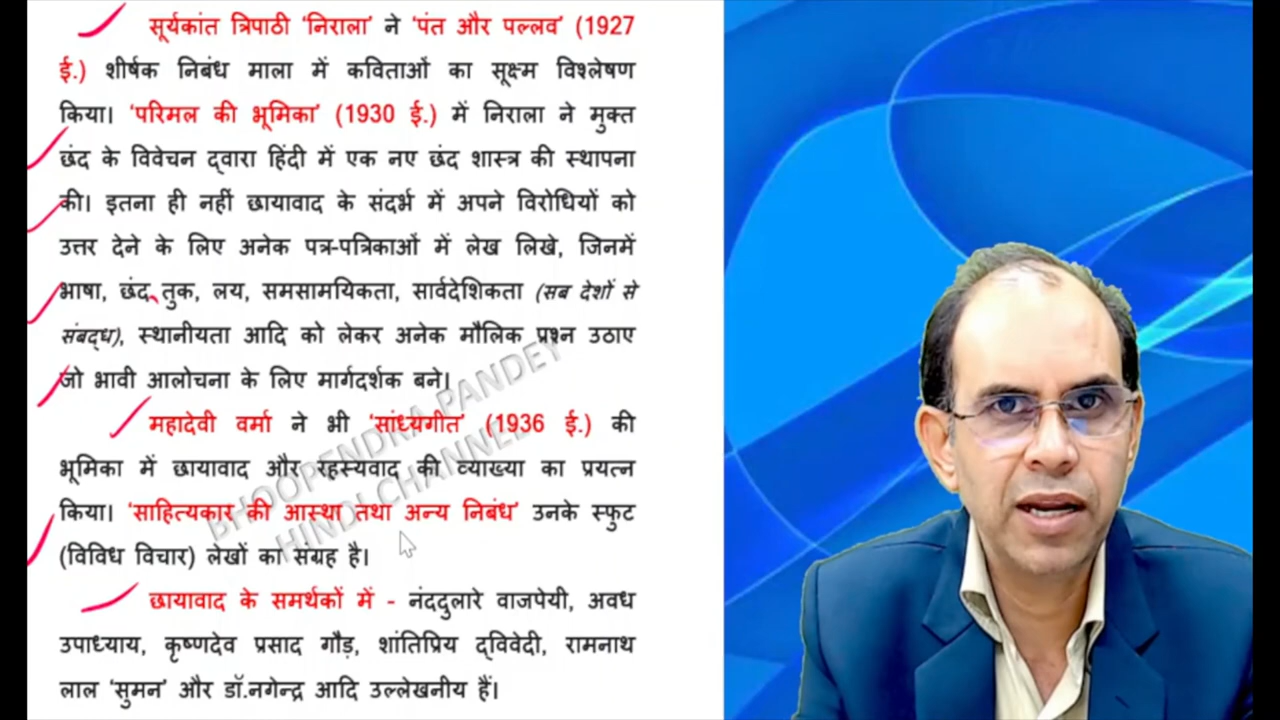 सूर्यकांत त्रिपाठी 'निराला' ने 'पंत और पल्लव' (1927
ई.) शीर्षक निबंध माला में कविताओं का सूक्ष्म विश्लेषण
किया। 'परिमल की भूमिका' (1930 ई.) में निराला ने मुक्त
छंद के विवेचन द्वारा हिंदी में एक नए छंद शास्त्र की स्थापना
की। इतना ही नहीं छायावाद के संदर्भ में अपने विरोधियों को
उत्तर देने के लिए अनेक पत्र-पत्रिकाओं में लेख लिखे, जिनमें
भाषा, छंद, तुक, लय, समसामयिकता, सार्वदेशिकता (सब देशों से
संबद्ध), स्थानीयता आदि को लेकर अनेक मौलिक प्रश्न उठाए
जो भावी आलोचना के लिए मार्गदर्शक बने।
महादेवी वर्मा ने भी 'सांध्यगीत' (1936 ई.) की
भूमिका में छायावाद और रहस्यवाद की व्याख्या का प्रयत्न
किया। 'साहित्यकार की आस्था तथा अन्य निबंध' उनके स्फुट
(विविध विचार) लेखों का संग्रह है।
छायावाद के समर्थकों में - नंददुलारे वाजपेयी, अवध
उपाध्याय, कृष्णदेव प्रसाद गौड़, शांतिप्रिय द्विवेदी, रामनाथ
लाल 'सुमन' और डॉ.नगेन्द्र आदि उल्लेखनीय हैं।
BHOOPENDRA PANDEY
HINDI CHANNEL